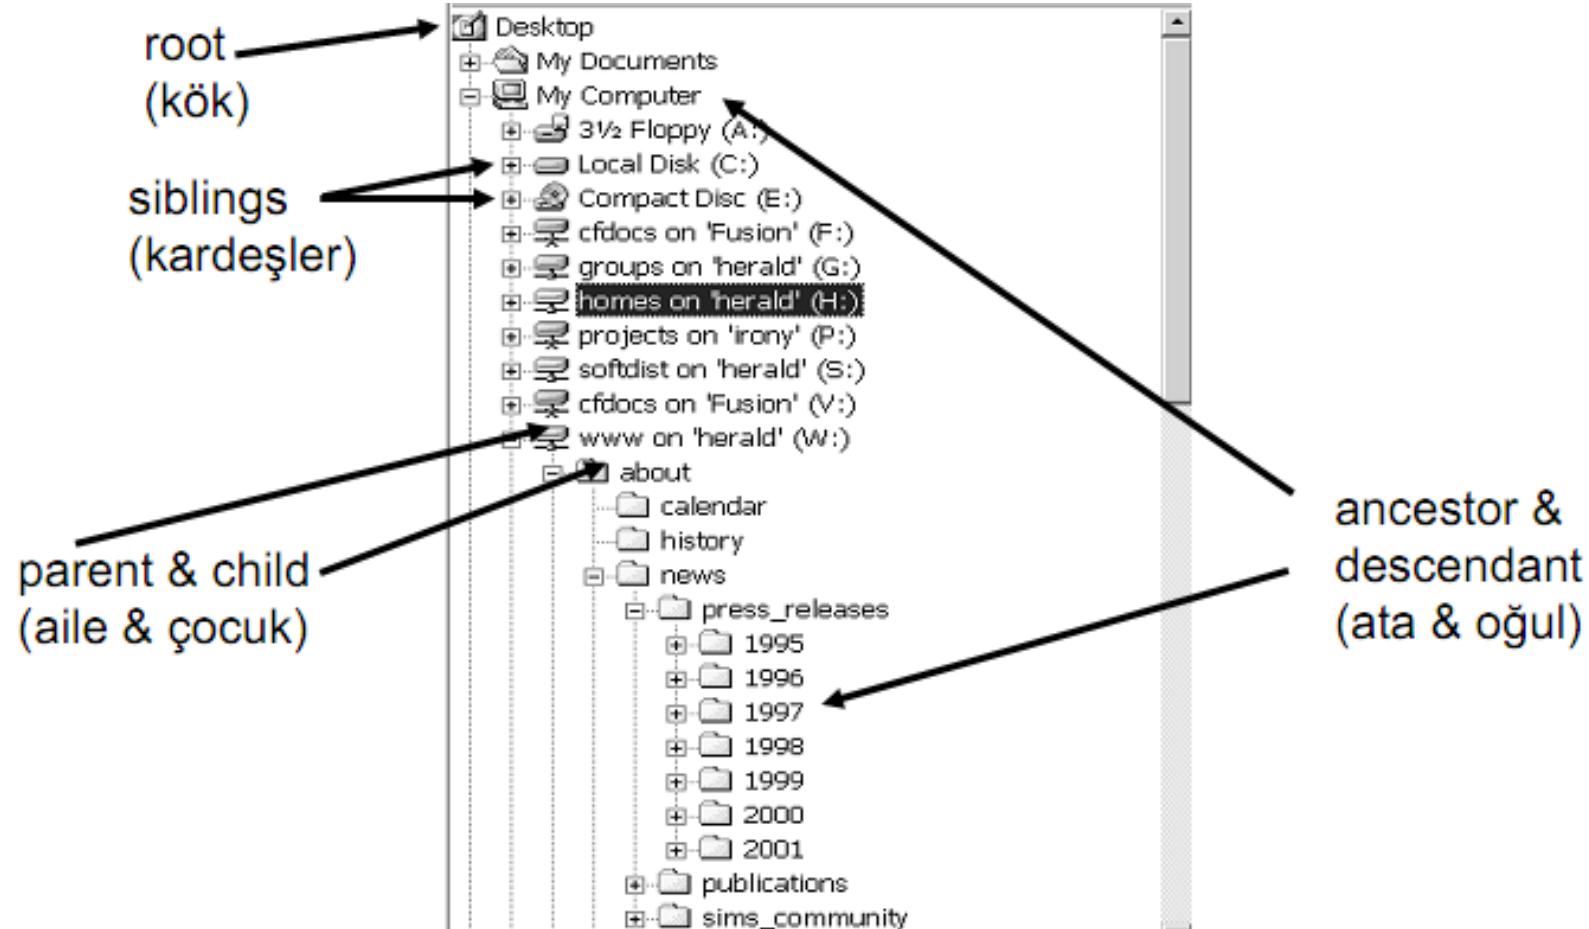 root
(kök)
siblings
(kardeşler)
parent & child
(aile & çocuk)
Desktop
My Documents
My Computer
3½ Floppy (A:)
Local Disk (C:)
Compact Disc (E:)
cfdocs on 'Fusion' (F:)
groups on 'herald' (G:)
homes on 'herald' (H:)
projects on 'irony' (P:)
softdist on 'herald' (S:)
cfdocs on 'Fusion' (V:)
www on 'herald' (W:)
about
calendar
history
news
press_releases
1995
1996
1997
1998
1999
2000
2001
publications
sims_community
ancestor &
descendant
(ata & oğul)